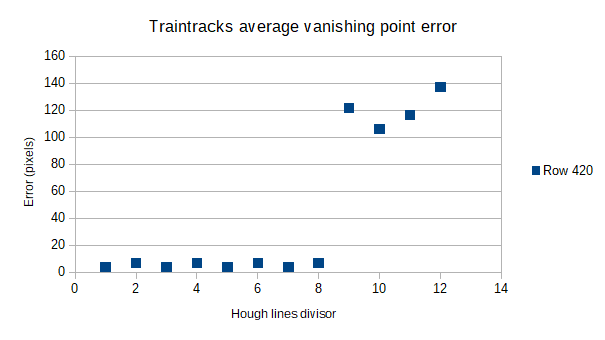 Traintracks average vanishing point error
160
140
120
100
80
60
40
20
0
Error (pixels)
0 2 4 6 8 10 12 14
Hough lines divisor
Row 420